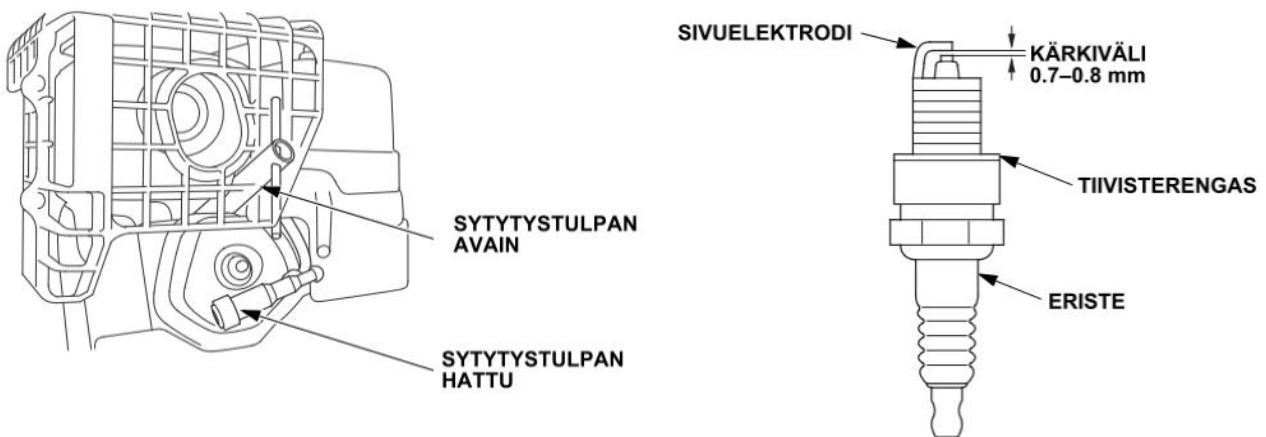 SYTYTYSTULPAN
AVAIN
SYTYTYSTULPAN
HATTU
SIVUELEKTRODI
KÄRKIVÄLI
0.7–0.8 mm
TIIVISTERENGAS
ERISTE